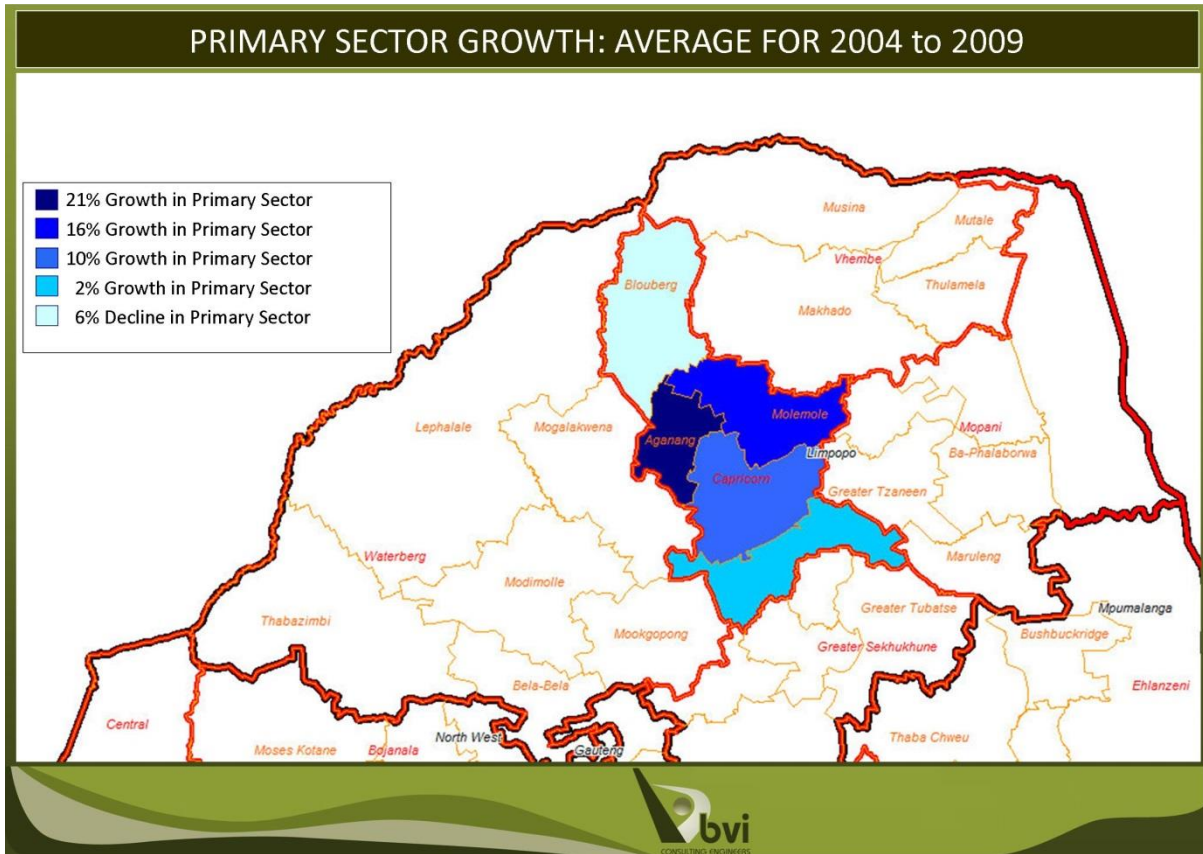 PRIMARY SECTOR GROWTH: AVERAGE FOR 2004 to 2009
21% Growth in Primary Sector
16% Growth in Primary Sector
10% Growth in Primary Sector
2% Growth in Primary Sector
6% Decline in Primary Sector
Musina
Mutale
Vhembe
Blouberg
Thulamela
Makhado
Lephalale
Mogalakwena
Molemole
Aganang
Mopani
Limpopo
Ba-Phalaborwa
Capricorn
Greater Tzaneen
Waterberg
Maruleng
Modimolle
Thabazimbi
Greater Tubatse
Mpumalanga
Mookgopong
Bushbuckridge
Greater Sekhukhune
Bela-Bela
Ehlanzeni
Central
North West
Moses Kotane
Bojanala
Gauteng
Thaba Chweu
bvi
CONSULTING ENGINEERS